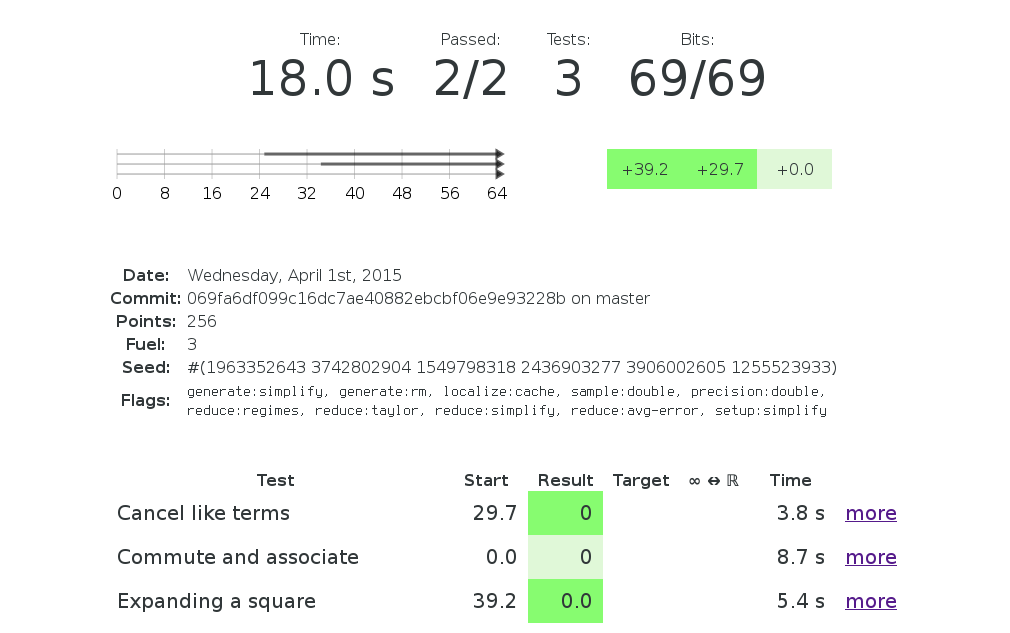 Time: Passed: Tests: Bits:
18.0 s 2/2 3 69/69
+39.2 +29.7 +0.0
0 8 16 24 32 40 48 56 64
Date: Wednesday, April 1st, 2015
Commit: 069fa6df099c16dc7ae40882ebcbf06e9e93228b on master
Points: 256
Fuel: 3
Seed: #(1963352643 3742802904 1549798318 2436903277 3906002605 1255523933)
Flags: generate:simplify, generate:rm, localize:cache, sample:double, precision:double,
reduce:regimes, reduce:taylor, reduce:simplify, reduce:avg-error, setup:simplify
Test Start Result Target ∞ ↔ ℝ Time
Cancel like terms 29.7 0 3.8 s more
Commute and associate 0.0 0 8.7 s more
Expanding a square 39.2 0.0 5.4 s more